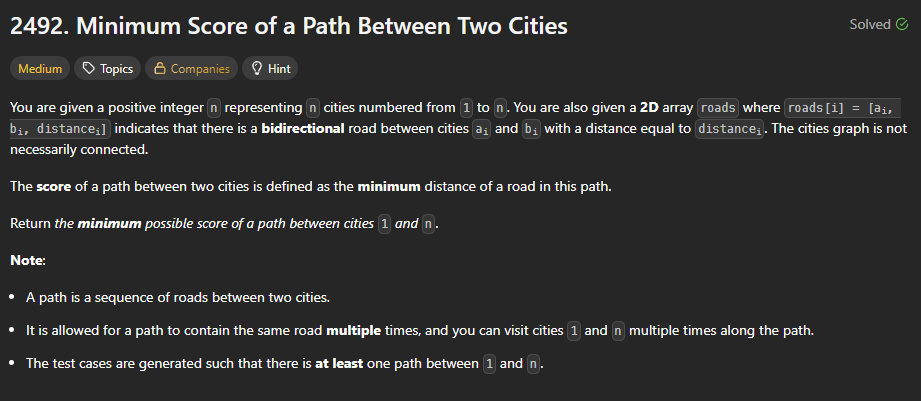 2492. Minimum Score of a Path Between Two Cities
Solved
Medium Topics Companies Hint
You are given a positive integer n representing n cities numbered from 1 to n. You are also given a 2D array roads where roads[i] = [aᵢ,
bᵢ, distanceᵢ] indicates that there is a bidirectional road between cities aᵢ and bᵢ with a distance equal to distanceᵢ. The cities graph is not
necessarily connected.
The score of a path between two cities is defined as the minimum distance of a road in this path.
Return the minimum possible score of a path between cities 1 and n.
Note:
• A path is a sequence of roads between two cities.
• It is allowed for a path to contain the same road multiple times, and you can visit cities 1 and n multiple times along the path.
• The test cases are generated such that there is at least one path between 1 and n.